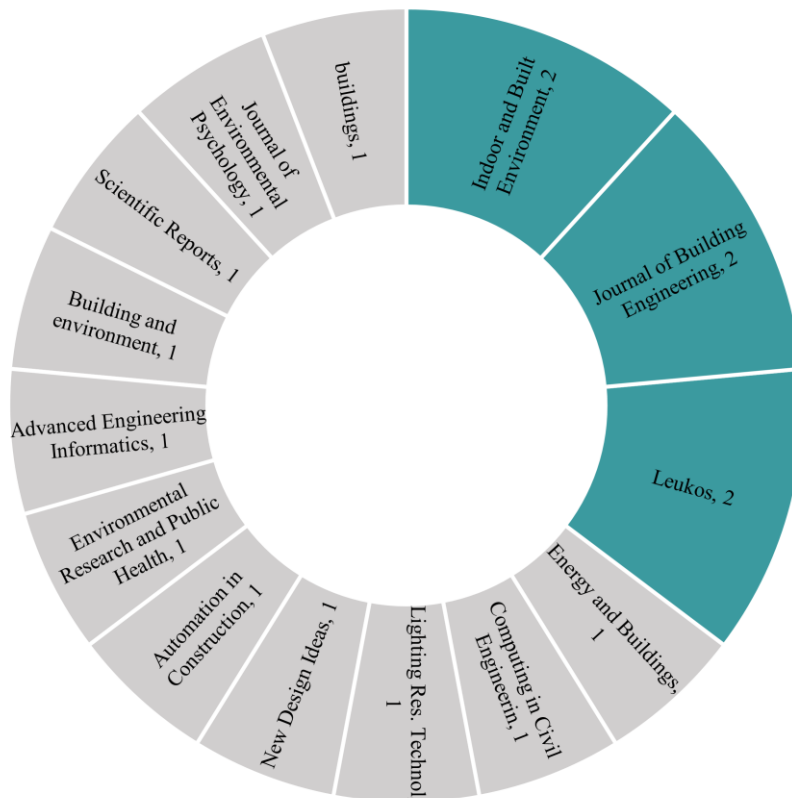 Indoor and Built
Environment, 2
Journal of Building
Engineering, 2
Leukos, 2
Energy and Buildings,
1
Computing in Civil
Engineerin, 1
Lighting Res. Technol
1
New Design Ideas, 1
Automation in
Construction, 1
Environmental
Research and Public
Health, 1
Advanced Engineering
Informatics, 1
Building and
environment, 1
Scientific Reports, 1
Journal of
Environmental
Psychology, 1
buildings, 1